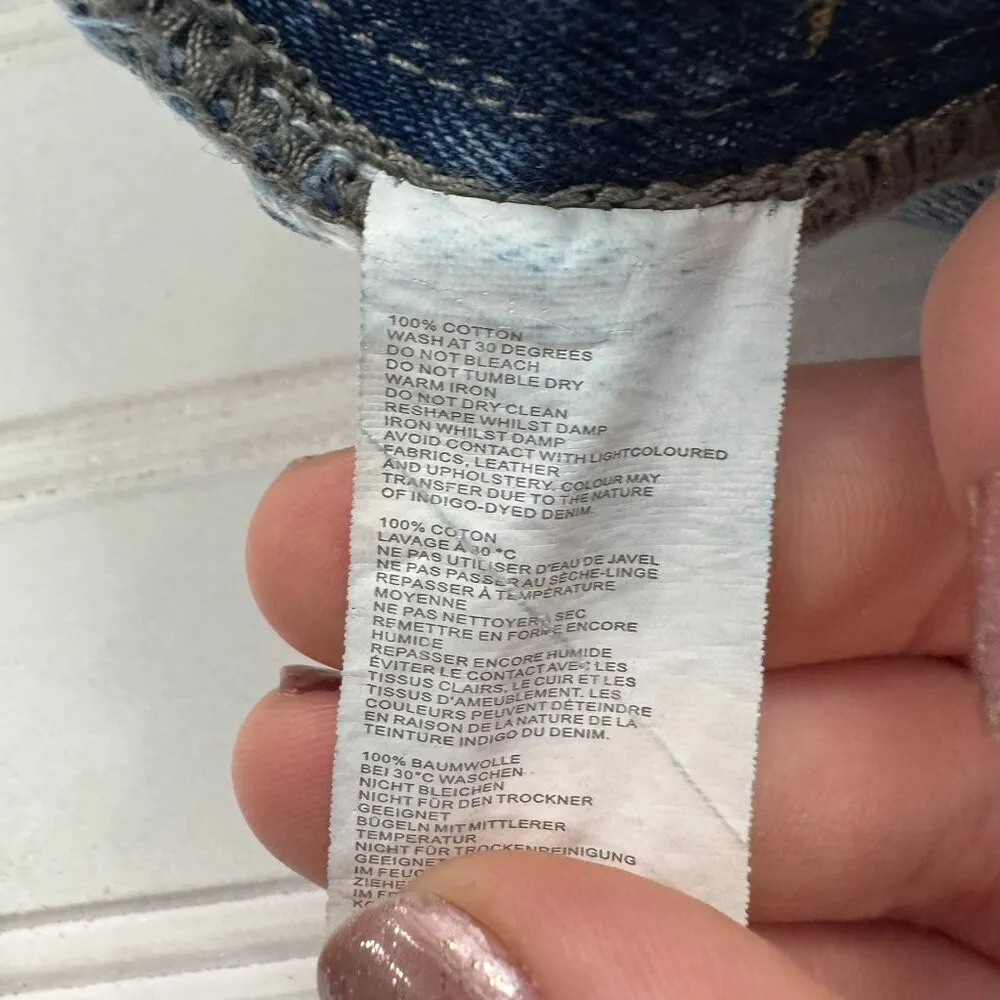 100% COTTON
WASH AT 30 DEGREES
DO NOT BLEACH
DO NOT TUMBLE DRY
WARM IRON
DO NOT DRY CLEAN
RESHAPE WHILST DAMP
IRON WHILST DAMP
AVOID CONTACT WITH LIGHTCOLOURED
FABRICS, LEATHER
AND UPHOLSTERY. COLOUR MAY
TRANSFER DUE TO THE NATURE
OF INDIGO-DYED DENIM.
100% COTON
LAVAGE À 30 °C
NE PAS UTILISER D'EAU DE JAVEL
NE PAS PASSER AU SÈCHE-LINGE
REPASSER À TEMPÉRATURE
MOYENNE
NE PAS NETTOYER À SEC
REMETTRE EN FORME ENCORE
HUMIDE
REPASSER ENCORE HUMIDE
ÉVITER LE CONTACT AVEC LES
TISSUS CLAIRS, LE CUIR ET LES
TISSUS D'AMEUBLEMENT. LES
COULEURS PEUVENT DÉTEINDRE
EN RAISON DE LA NATURE DE LA
TEINTURE INDIGO DU DENIM.
100% BAUMWOLLE
BEI 30°C WASCHEN
NICHT BLEICHEN
NICHT FÜR DEN TROCKNER
GEEIGNET
BÜGELN MIT MITTLERER
TEMPERATUR
NICHT FÜR TROCKENREINIGUNG
GEEIGNET
IM
ZIEHE
IM